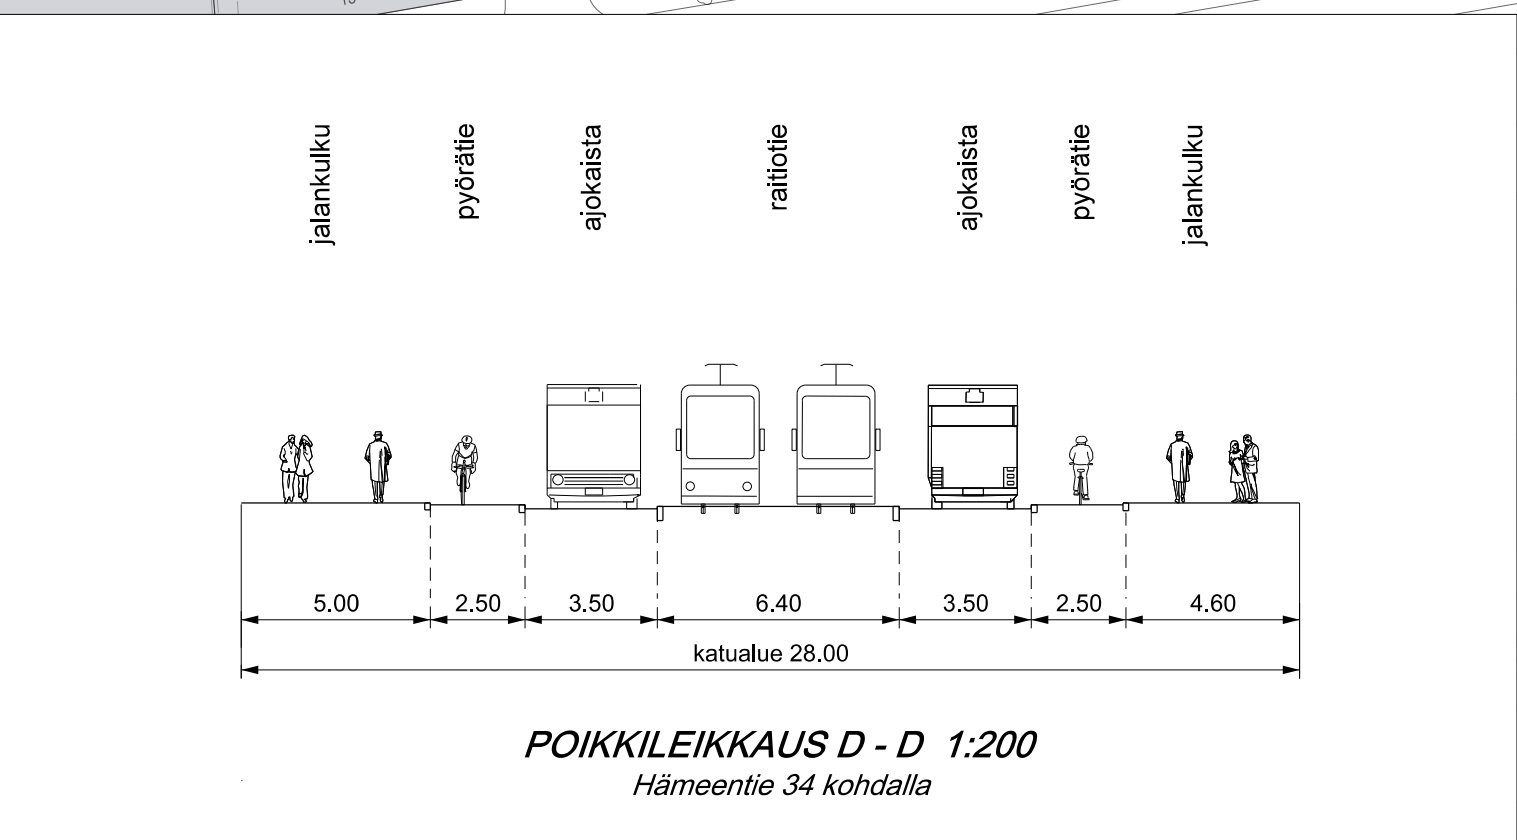 jalankulku
pyörätie
ajokaista
raitiotie
ajokaista
pyörätie
jalankulku
5.00
2.50
3.50
6.40
3.50
2.50
4.60
katualue 28.00
POIKKILEIKKAUS D - D 1:200
Hämeentie 34 kohdalla